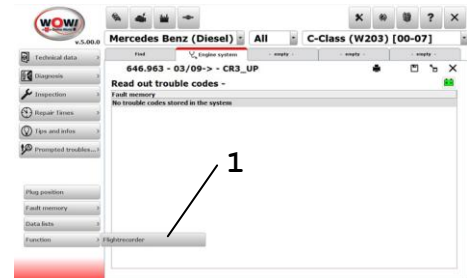 WOW!
v.5.00.0
Mercedes Benz (Diesel)
All
C-Class (W203) [00-07]
Technical data
Diagnosis
Inspection
Repair Times
Tips and infos
Prompted troubles...
Find
Engine system
- empty -
- empty -
- empty -
646.963 - 03/09-> - CR3_UP
Read out trouble codes -
Fault memory
No trouble codes stored in the system
1
Plug position
Fault memory
Data lists
Function
Flightrecorder